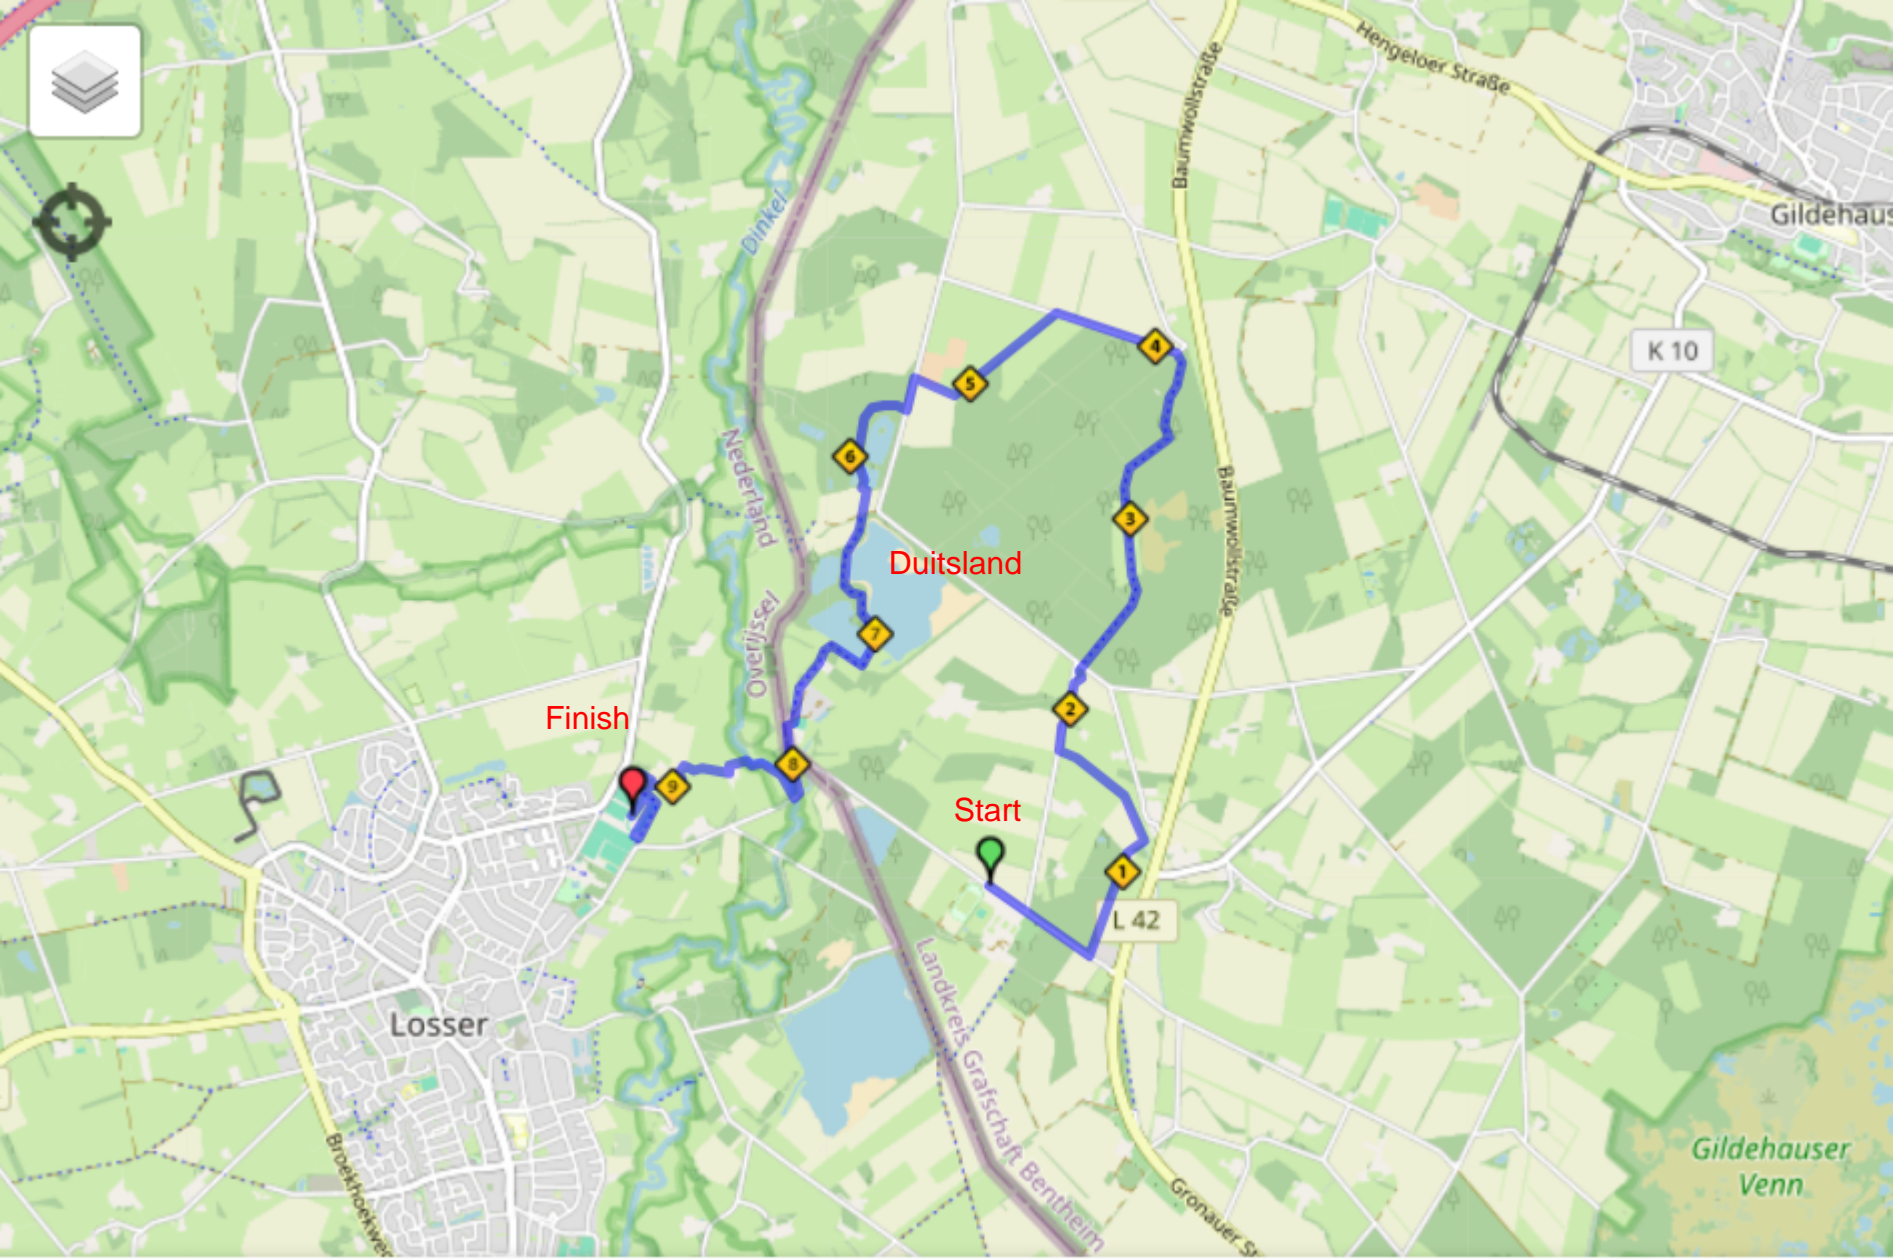 Hengeloer Straße
Baumwollstraße
Gildehaus
Dinkel
K 10
4
5
6
Nederland
3
Baumwollstraße
Duitsland
7
Overijssel
2
Finish
8
9
Start
1
L 42
Losser
Landkreis Grafschaft Bentheim
Gildehauser
Venn
Broekhoekweg
Gronauer St